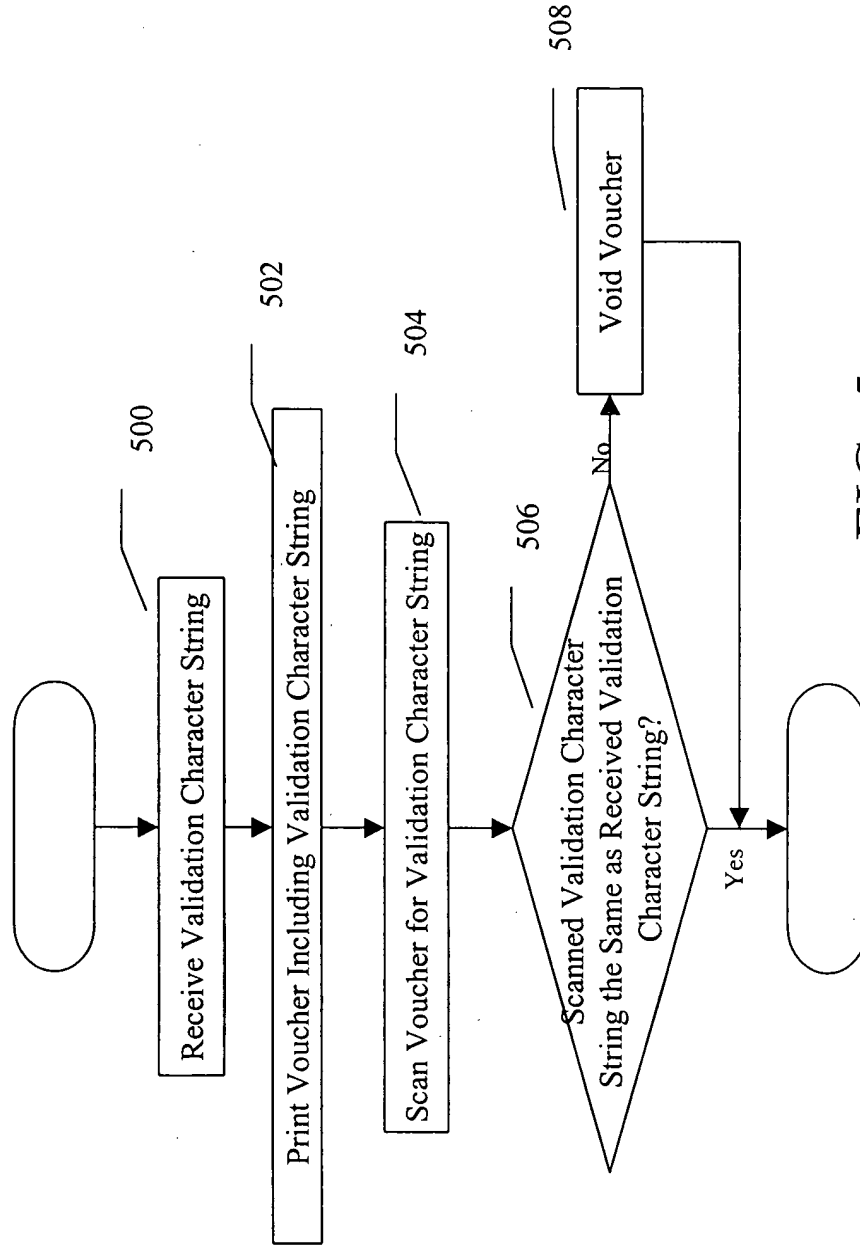 500
Receive Validation Character String
502
Print Voucher Including Validation Character String
504
Scan Voucher for Validation Character String
506
Scanned Validation Character
String the Same as Received Validation
Character String?
No
508
Void Voucher
Yes